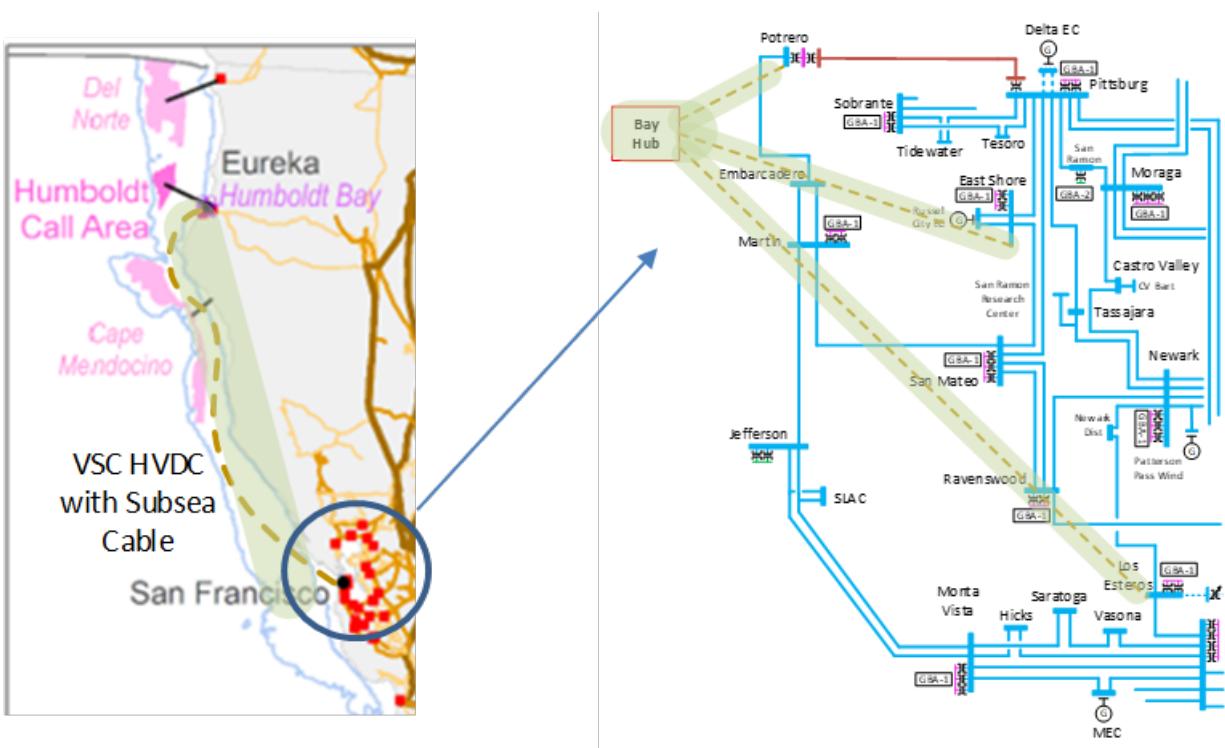 Del
Norte
Eureka
Humboldt
Call Area
Humboldt Bay
Cape
Mendocino
VSC HVDC
with Subsea
Cable
San Francisco
Delta EC
G
Potrero
GBA-1
Pittsburg
Sobrante
GBA-1
Bay
Hub
Tidewater
Tesoro
San
Ramon
Moraga
Embarcadero
East Shore
GBA-1
GBA-2
GBA-1
Russel
City EC
G
GBA-1
Martin
Castro Valley
CV Bart
San Ramon
Research
Center
Tassajara
GBA-1
San Mateo
Newark
Newark
Dist
GBA-1
G
Patterson
Pass Wind
Jefferson
Ravenswood
SLAC
GBA-1
Los
Esteros
GBA-1
Monta
Vista
Hicks
Saratoga
Vasona
GBA-1
G
MEC